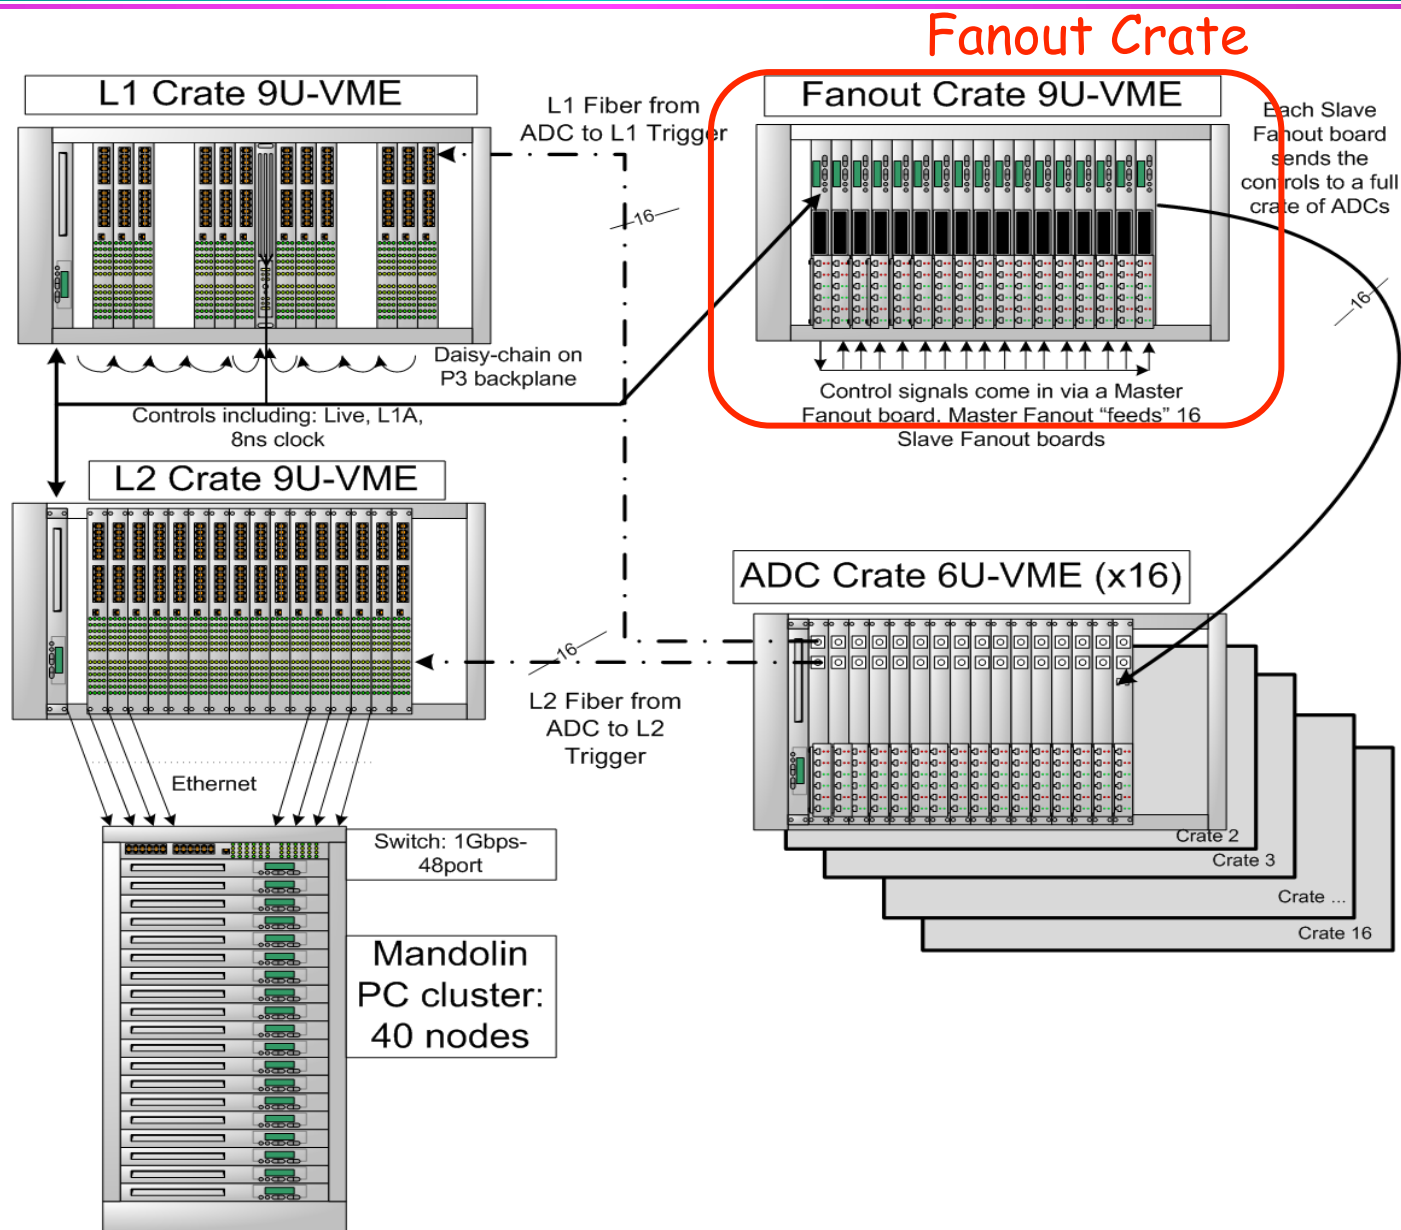 Fanout Crate
L1 Crate 9U-VME
L1 Fiber from
ADC to L1 Trigger
Fanout Crate 9U-VME
Each Slave
Fanout board
sends the
controls to a full
crate of ADCs
16
16
Daisy-chain on
P3 backplane
Controls including: Live, L1A,
8ns clock
Control signals come in via a Master
Fanout board. Master Fanout “feeds” 16
Slave Fanout boards
L2 Crate 9U-VME
ADC Crate 6U-VME (x16)
16
L2 Fiber from
ADC to L2
Trigger
Ethernet
Crate 2
Crate 3
Crate ...
Crate 16
Switch: 1Gbps-
48port
Mandolin
PC cluster:
40 nodes